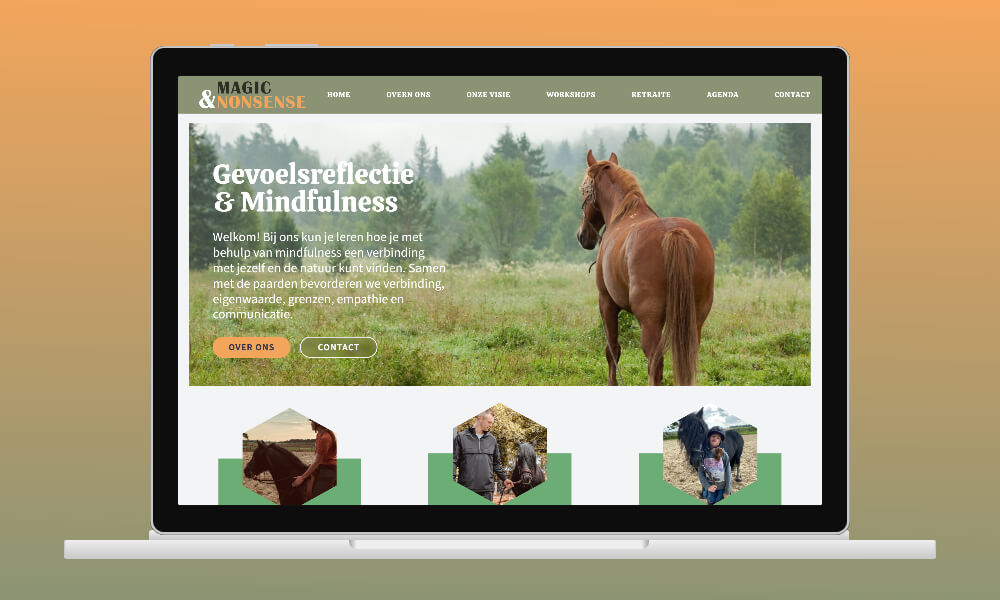 MAGIC
&NONSENSE
HOME OVERN ONS ONZE VISIE WORKSHOPS RETRAITE AGENDA CONTACT
Gevoelsreflectie
& Mindfulness
Welkom! Bij ons kun je leren hoe je met
behulp van mindfulness een verbinding
met jezelf en de natuur kunt vinden. Samen
met de paarden bevorderen we verbinding,
eigenwaarde, grenzen, empathie en
communicatie.
OVER ONS CONTACT